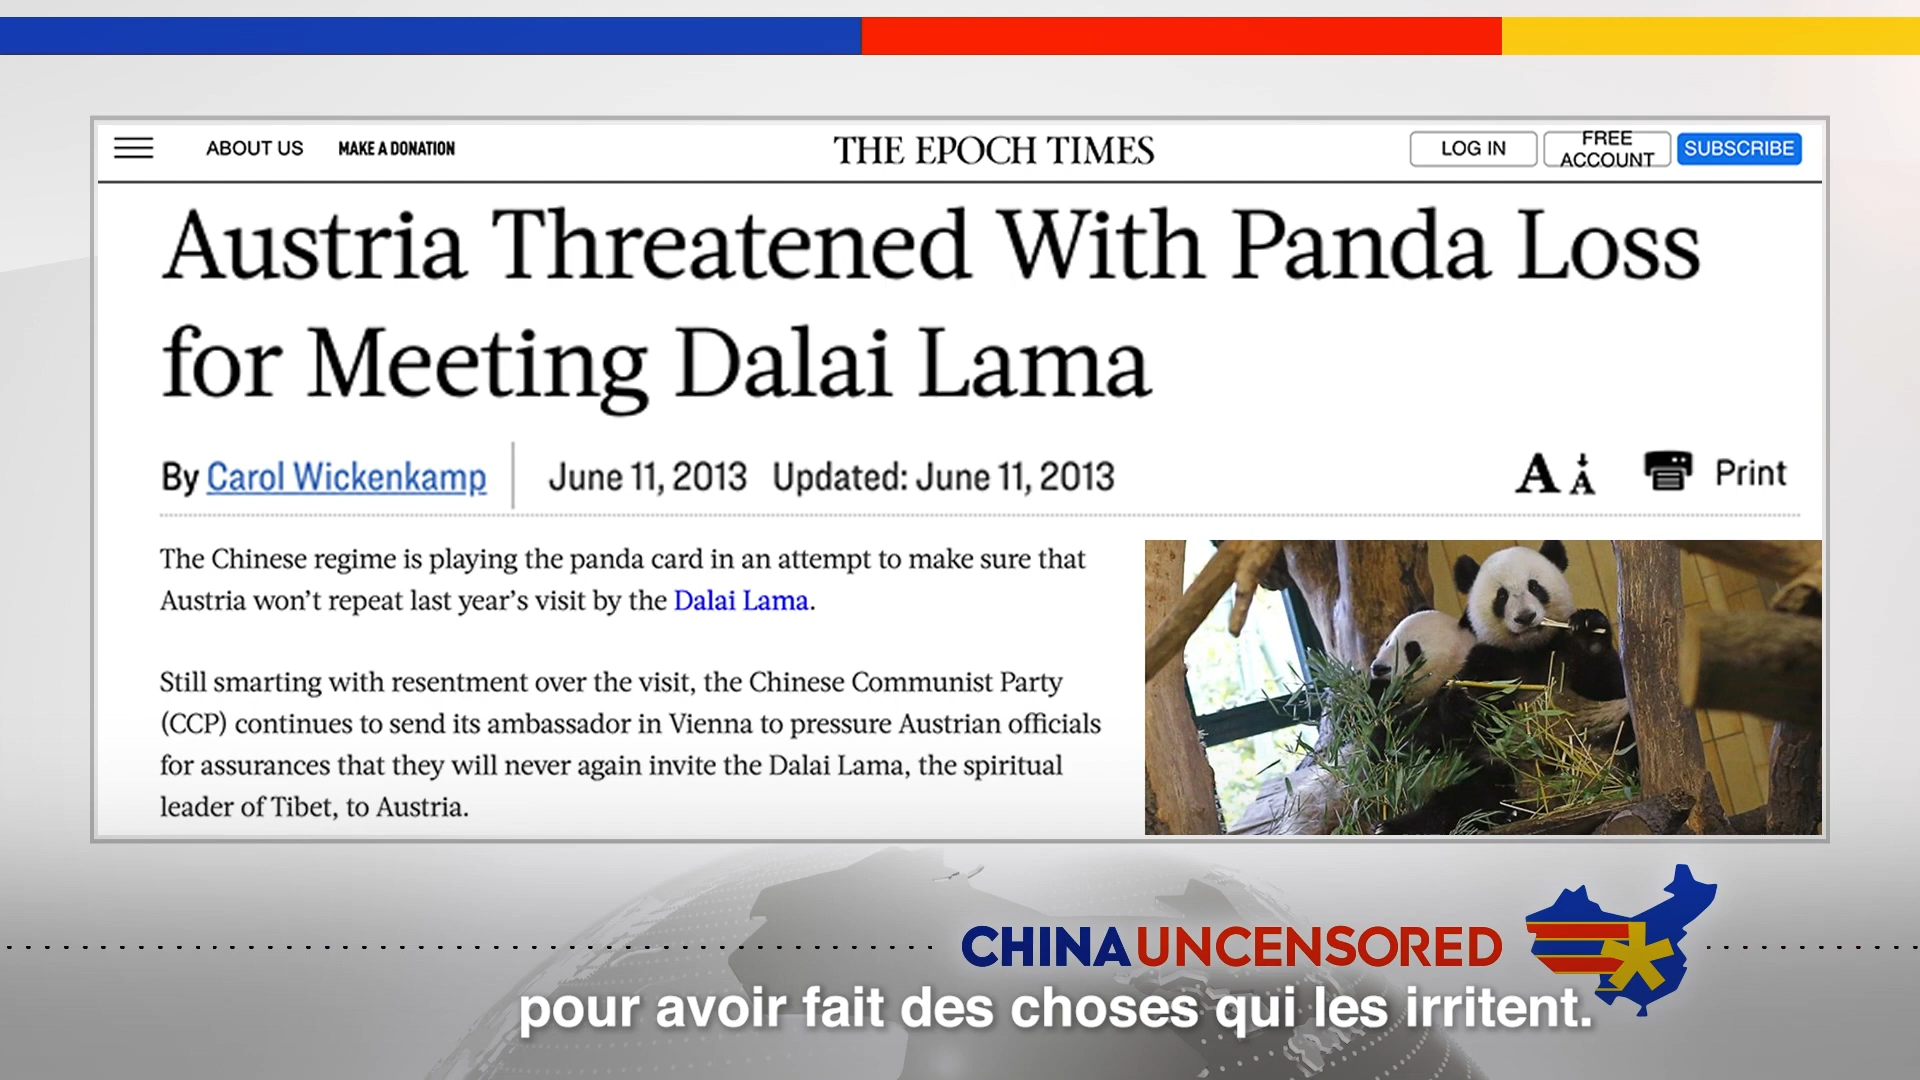 ABOUT US
MAKE A DONATION
THE EPOCH TIMES
LOG IN
FREE ACCOUNT
SUBSCRIBE
Austria Threatened With Panda Loss
for Meeting Dalai Lama
By Carol Wickenkamp
June 11, 2013 Updated: June 11, 2013
A A
Print
The Chinese regime is playing the panda card in an attempt to make sure that
Austria won’t repeat last year’s visit by the Dalai Lama.
Still smarting with resentment over the visit, the Chinese Communist Party
(CCP) continues to send its ambassador in Vienna to pressure Austrian officials
for assurances that they will never again invite the Dalai Lama, the spiritual
leader of Tibet, to Austria.
CHINAUNCENSORED
pour avoir fait des choses qui les irritent.